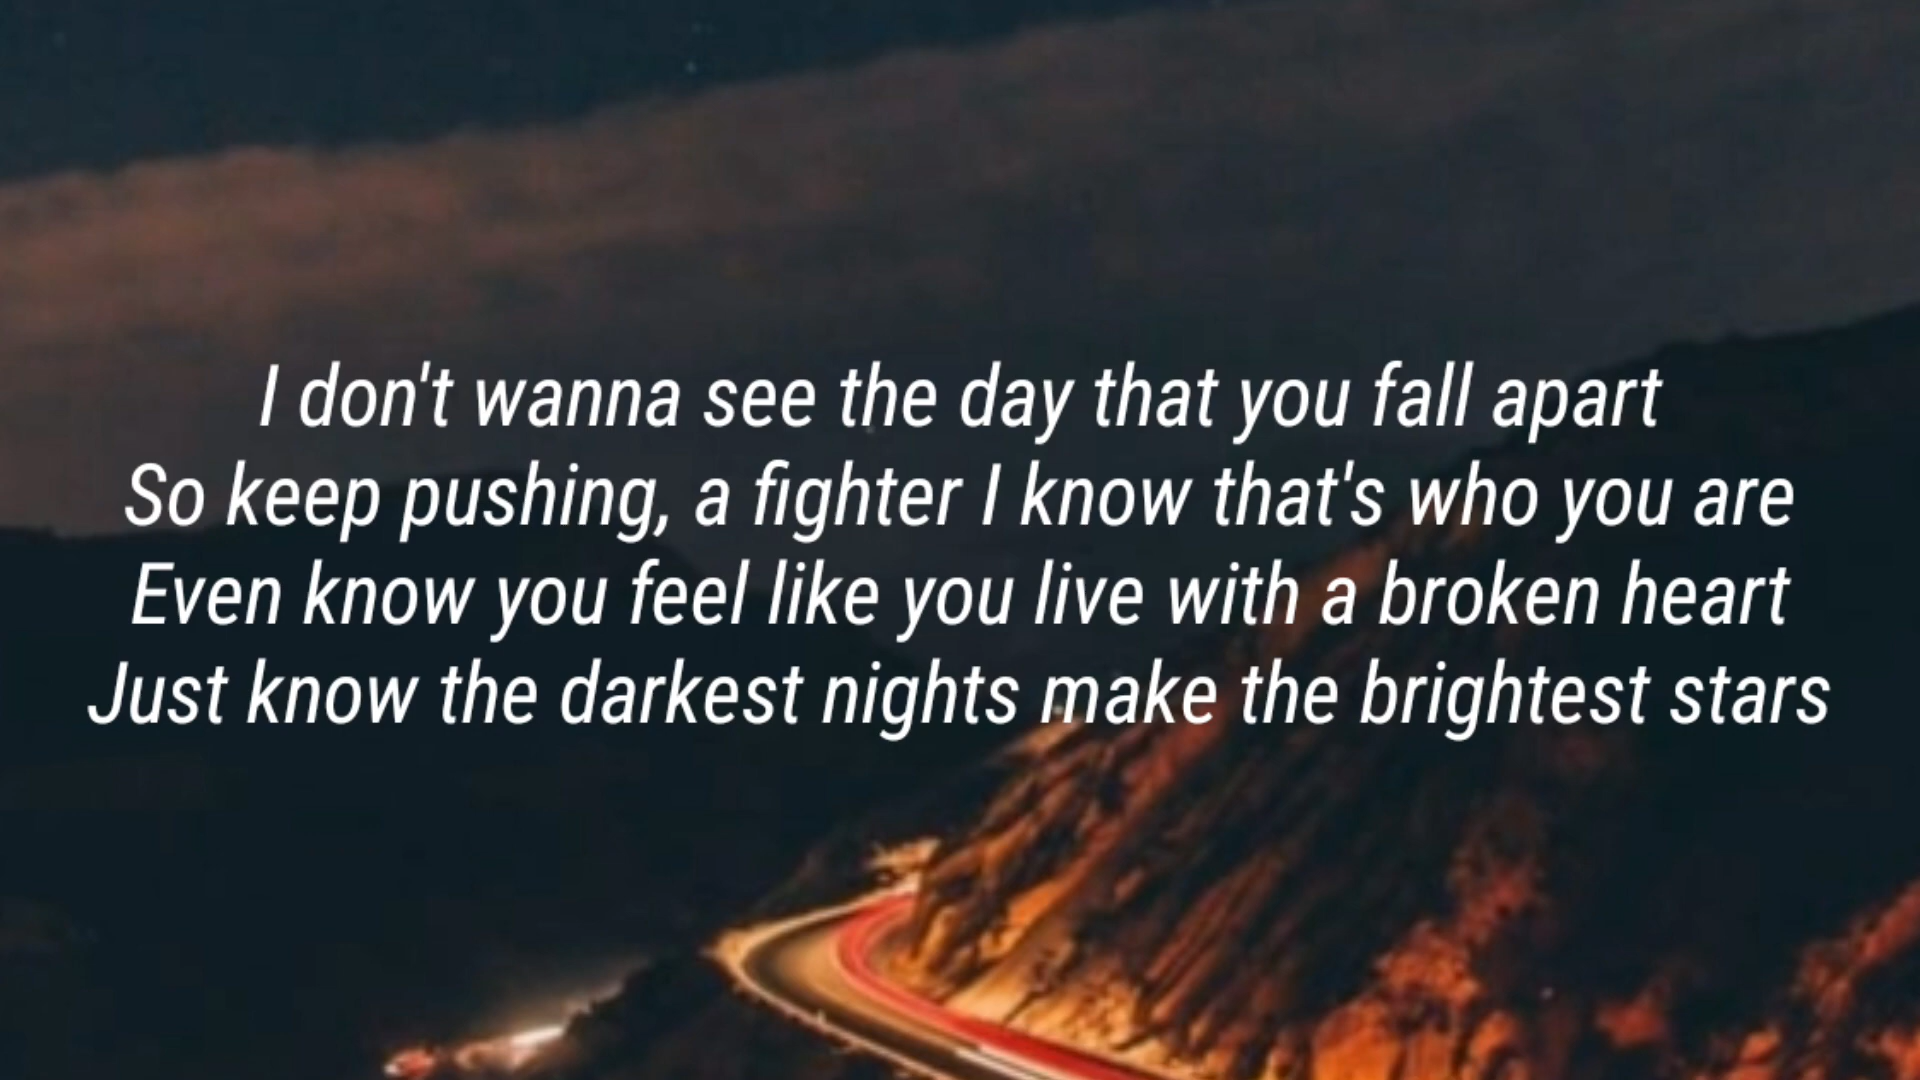 I don't wanna see the day that you fall apart
So keep pushing, a fighter I know that's who you are
Even know you feel like you live with a broken heart
Just know the darkest nights make the brightest stars